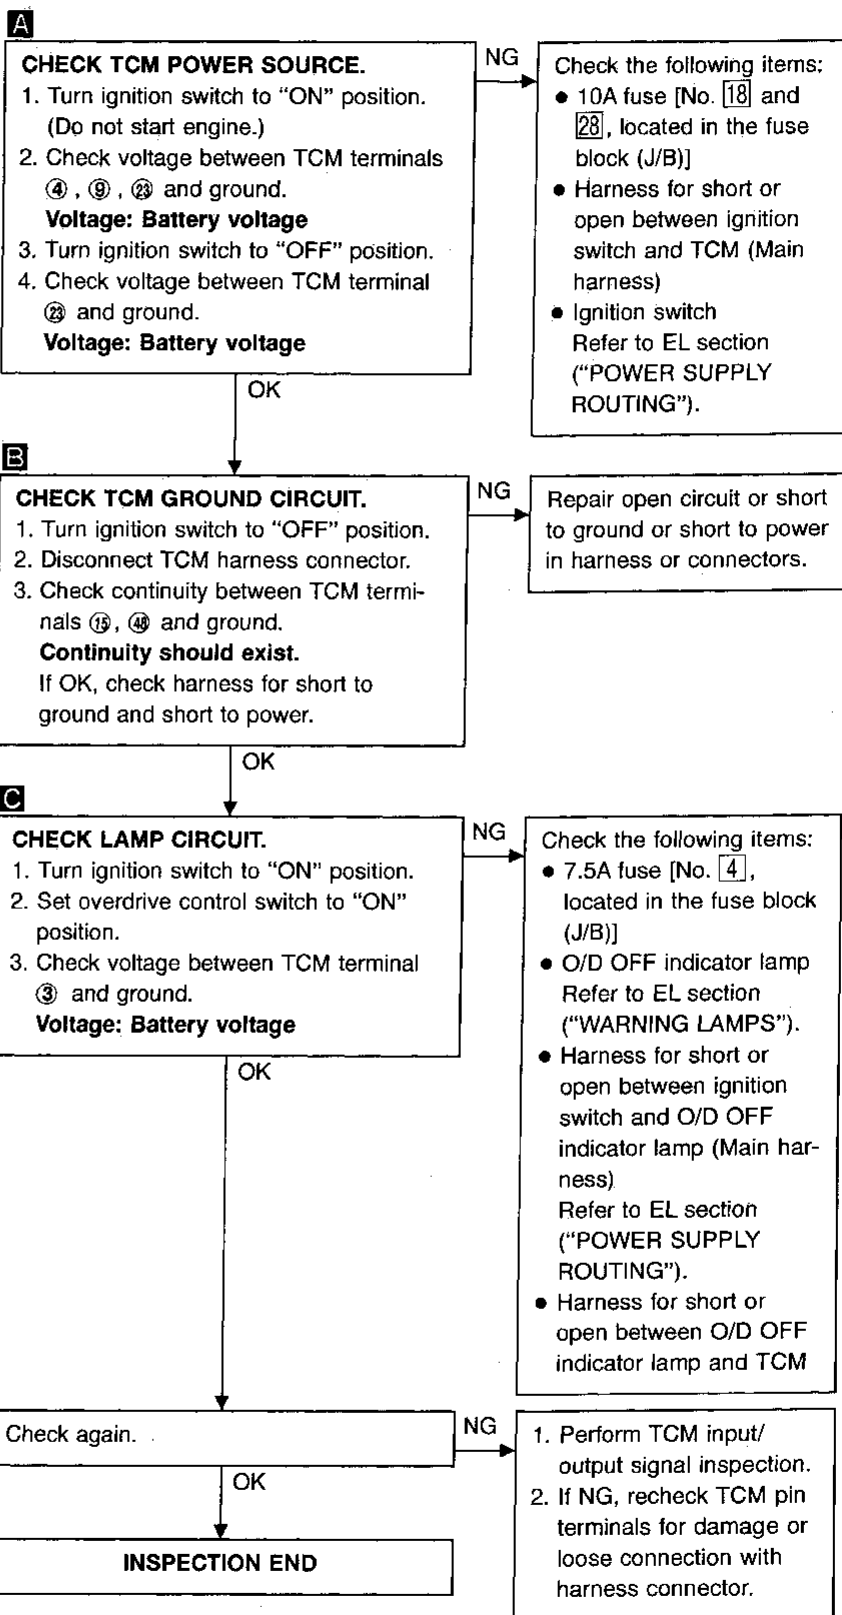 A
CHECK TCM POWER SOURCE.
1. Turn ignition switch to “ON” position.
(Do not start engine.)
2. Check voltage between TCM terminals
④, ⑨, ㉓ and ground.
Voltage: Battery voltage
3. Turn ignition switch to “OFF” position.
4. Check voltage between TCM terminal
㉓ and ground.
Voltage: Battery voltage
NG
Check the following items:
● 10A fuse [No. 18 and
28, located in the fuse
block (J/B)]
● Harness for short or
open between ignition
switch and TCM (Main
harness)
● Ignition switch
Refer to EL section
(“POWER SUPPLY
ROUTING”).
OK
B
CHECK TCM GROUND CIRCUIT.
1. Turn ignition switch to “OFF” position.
2. Disconnect TCM harness connector.
3. Check continuity between TCM termi-
nals ⑮, ㊽ and ground.
Continuity should exist.
If OK, check harness for short to
ground and short to power.
NG
Repair open circuit or short
to ground or short to power
in harness or connectors.
OK
C
CHECK LAMP CIRCUIT.
1. Turn ignition switch to “ON” position.
2. Set overdrive control switch to “ON”
position.
3. Check voltage between TCM terminal
③ and ground.
Voltage: Battery voltage
NG
Check the following items:
● 7.5A fuse [No. 4,
located in the fuse block
(J/B)]
● O/D OFF indicator lamp
Refer to EL section
(“WARNING LAMPS”).
● Harness for short or
open between ignition
switch and O/D OFF
indicator lamp (Main har-
ness)
Refer to EL section
(“POWER SUPPLY
ROUTING”).
● Harness for short or
open between O/D OFF
indicator lamp and TCM
OK
Check again.
NG
1. Perform TCM input/
output signal inspection.
2. If NG, recheck TCM pin
terminals for damage or
loose connection with
harness connector.
OK
INSPECTION END